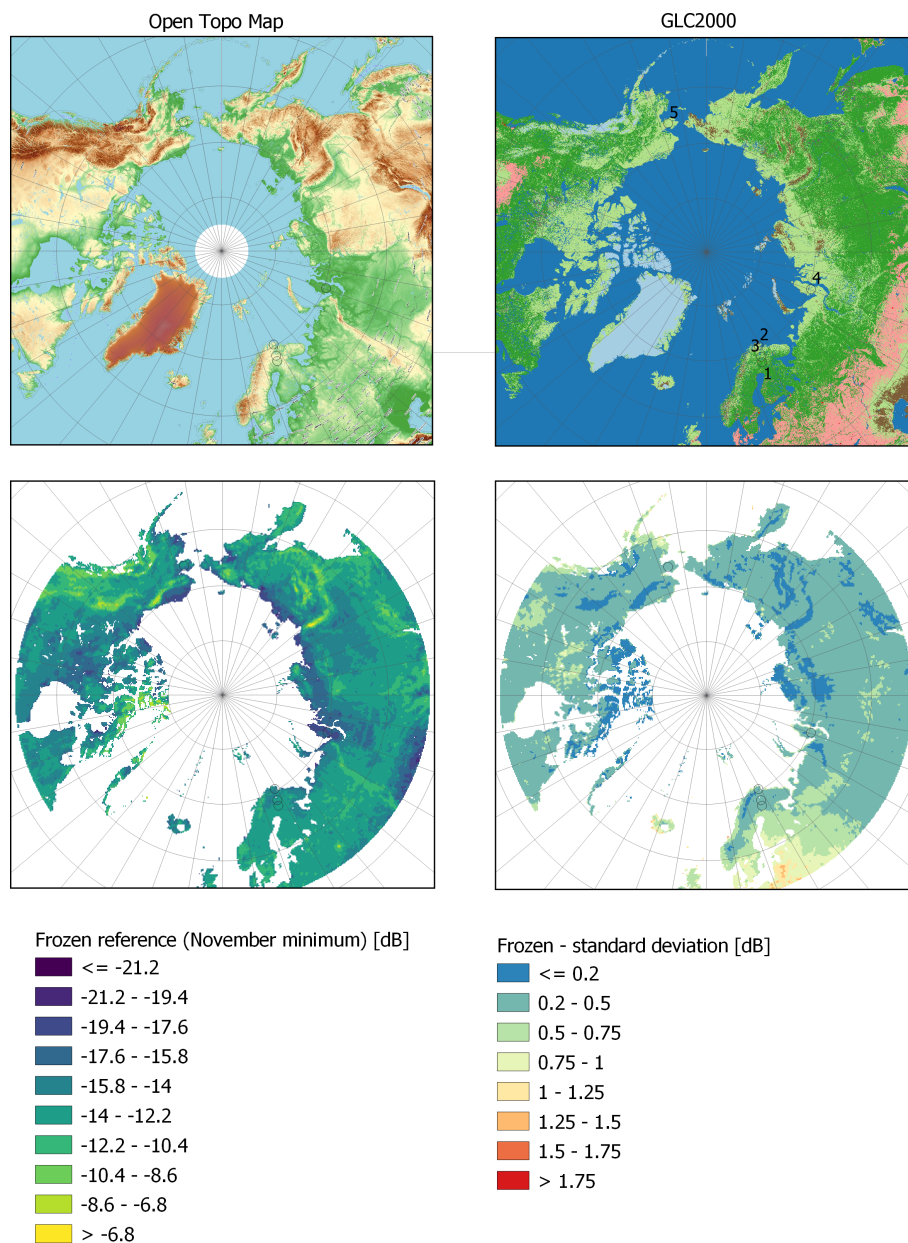 Open Topo Map
GLC2000
5
4
2
3
1
Frozen reference (November minimum) [dB]
<= -21.2
-21.2 - -19.4
-19.4 - -17.6
-17.6 - -15.8
-15.8 - -14
-14 - -12.2
-12.2 - -10.4
-10.4 - -8.6
-8.6 - -6.8
> -6.8
Frozen - standard deviation [dB]
<= 0.2
0.2 - 0.5
0.5 - 0.75
0.75 - 1
1 - 1.25
1.25 - 1.5
1.5 - 1.75
> 1.75